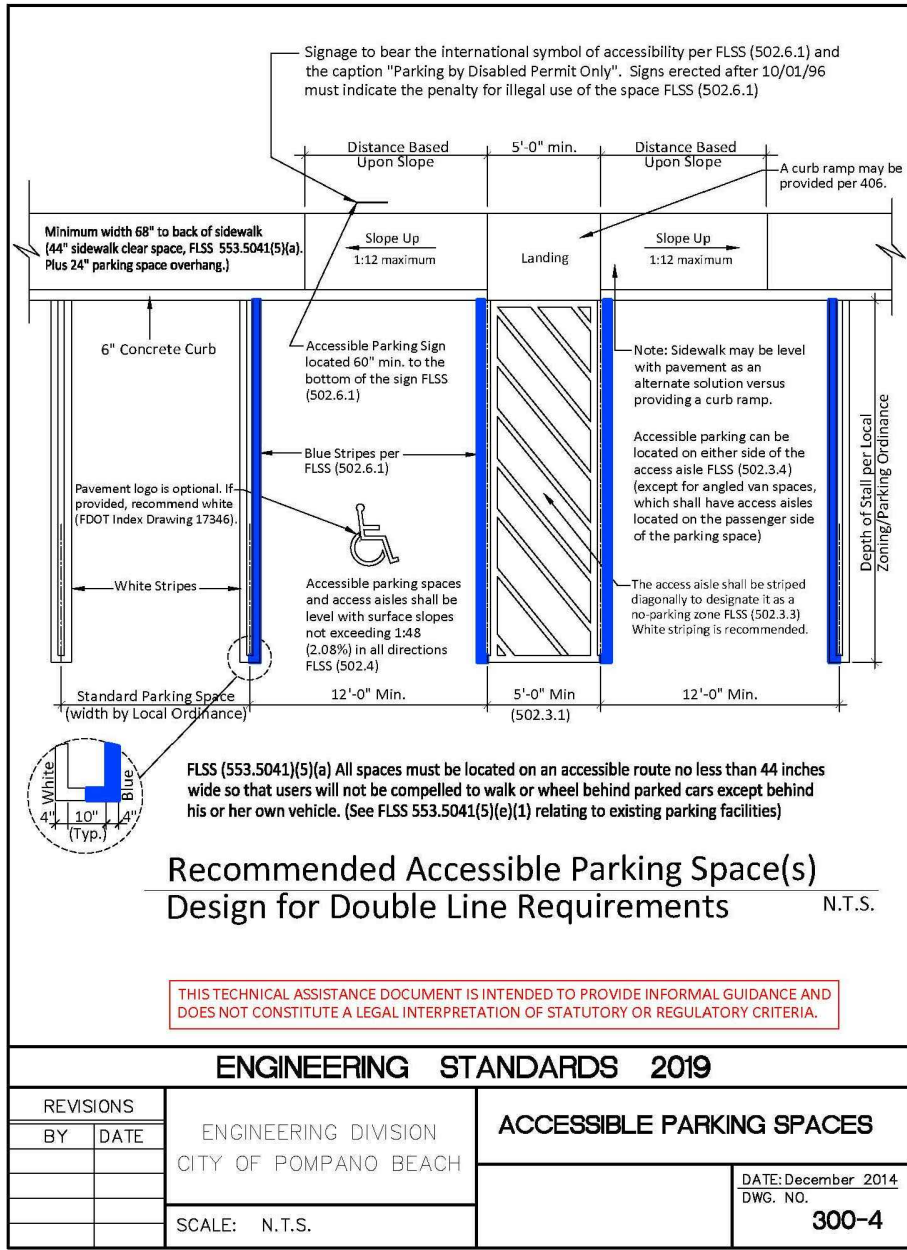 Signage to bear the international symbol of accessibility per FLSS (502.6.1) and
the caption "Parking by Disabled Permit Only". Signs erected after 10/01/96
must indicate the penalty for illegal use of the space FLSS (502.6.1)
Distance Based
Upon Slope
5'-0" min.
Distance Based
Upon Slope
A curb ramp may be
provided per 406.
Minimum width 68" to back of sidewalk
(44" sidewalk clear space, FLSS 553.5041(5)(a).
Plus 24" parking space overhang.)
Slope Up
1:12 maximum
Landing
Slope Up
1:12 maximum
6" Concrete Curb
Accessible Parking Sign
located 60" min. to the
bottom of the sign FLSS
(502.6.1)
Note: Sidewalk may be level
with pavement as an
alternate solution versus
providing a curb ramp.
Blue Stripes per
FLSS (502.6.1)
Accessible parking can be
located on either side of the
access aisle FLSS (502.3.4)
(except for angled van spaces,
which shall have access aisles
located on the passenger side
of the parking space)
Depth of Stall per Local
Zoning/Parking Ordinance
Pavement logo is optional. If
provided, recommend white
(FDOT Index Drawing 17346).
White Stripes
Accessible parking spaces
and access aisles shall be
level with surface slopes
not exceeding 1:48
(2.08%) in all directions
FLSS (502.4)
The access aisle shall be striped
diagonally to designate it as a
no-parking zone FLSS (502.3.3)
White striping is recommended.
Standard Parking Space
(width by Local Ordinance)
12'-0" Min.
5'-0" Min
(502.3.1)
12'-0" Min.
White
Blue
4"
10"
4"
(Typ.)
FLSS (553.5041)(5)(a) All spaces must be located on an accessible route no less than 44 inches
wide so that users will not be compelled to walk or wheel behind parked cars except behind
his or her own vehicle. (See FLSS 553.5041(5)(e)(1) relating to existing parking facilities)
Recommended Accessible Parking Space(s)
Design for Double Line Requirements
N.T.S.
THIS TECHNICAL ASSISTANCE DOCUMENT IS INTENDED TO PROVIDE INFORMAL GUIDANCE AND
DOES NOT CONSTITUTE A LEGAL INTERPRETATION OF STATUTORY OR REGULATORY CRITERIA.
ENGINEERING STANDARDS 2019
REVISIONS
BY DATE
ENGINEERING DIVISION
CITY OF POMPANO BEACH
SCALE: N.T.S.
ACCESSIBLE PARKING SPACES
DATE: December 2014
DWG. NO.
300-4